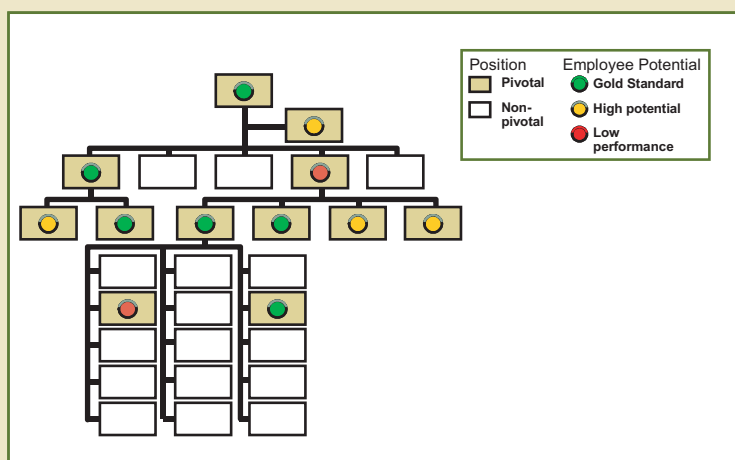 Position
Employee Potential
Pivotal
Gold Standard
Non-
pivotal
High potential
Low
performance